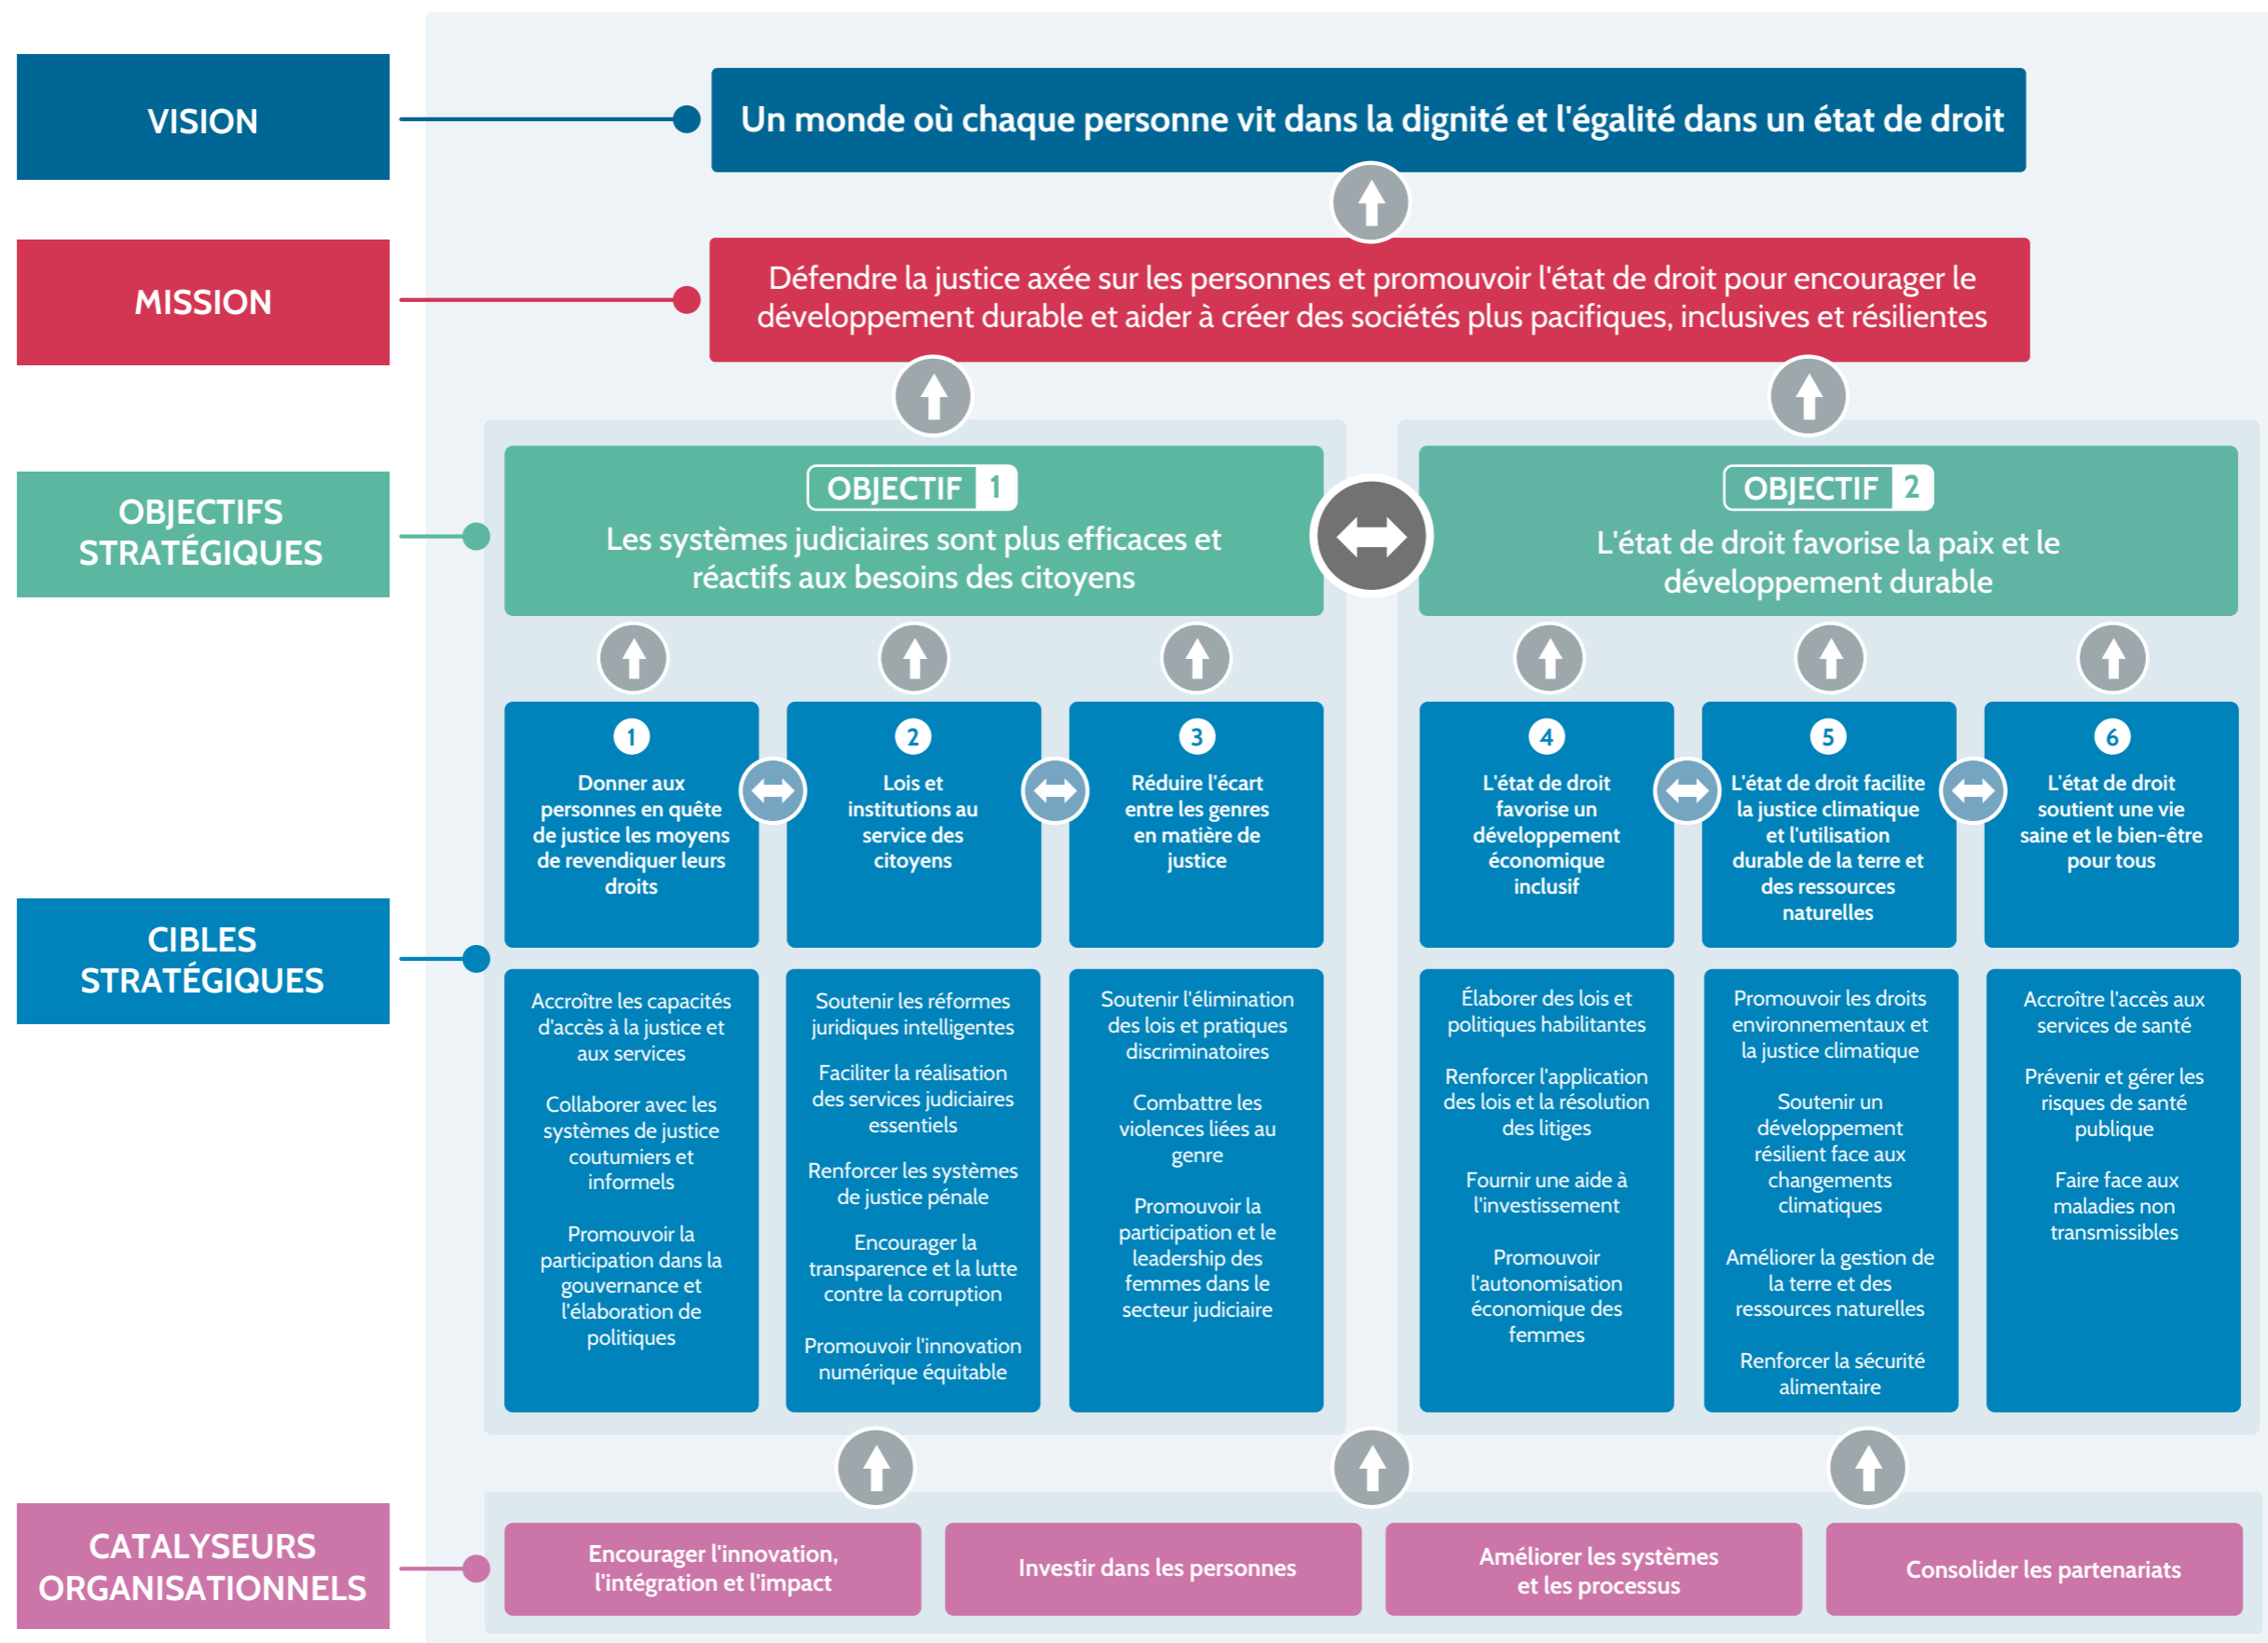 VISION
Un monde où chaque personne vit dans la dignité et l'égalité dans un état de droit
MISSION
Défendre la justice axée sur les personnes et promouvoir l'état de droit pour encourager le
développement durable et aider à créer des sociétés plus pacifiques, inclusives et résilientes
OBJECTIFS
STRATÉGIQUES
OBJECTIF 1
Les systèmes judiciaires sont plus efficaces et
réactifs aux besoins des citoyens
OBJECTIF 2
L'état de droit favorise la paix et le
développement durable
CIBLES
STRATÉGIQUES
1
Donner aux
personnes en quête
de justice les moyens
de revendiquer leurs
droits
2
Lois et
institutions au
service des
citoyens
3
Réduire l'écart
entre les genres
en matière de
justice
4
L'état de droit
favorise un
développement
économique
inclusif
5
L'état de droit facilite
la justice climatique
et l'utilisation
durable de la terre et
des ressources
naturelles
6
L'état de droit
soutient une vie
saine et le bien-être
pour tous
Accroître les capacités
d'accès à la justice et
aux services
Collaborer avec les
systèmes de justice
coutumiers et
informels
Promouvoir la
participation dans la
gouvernance et
l'élaboration de
politiques
Soutenir les réformes
juridiques intelligentes
Faciliter la réalisation
des services judiciaires
essentiels
Renforcer les systèmes
de justice pénale
Encourager la
transparence et la lutte
contre la corruption
Promouvoir l'innovation
numérique équitable
Soutenir l'élimination
des lois et pratiques
discriminatoires
Combattre les
violences liées au
genre
Promouvoir la
participation et le
leadership des
femmes dans le
secteur judiciaire
Élaborer des lois et
politiques habilitantes
Renforcer l'application
des lois et la résolution
des litiges
Fournir une aide à
l'investissement
Promouvoir
l'autonomisation
économique des
femmes
Promouvoir les droits
environnementaux et
la justice climatique
Soutenir un
développement
résilient face aux
changements
climatiques
Améliorer la gestion de
la terre et des
ressources naturelles
Renforcer la sécurité
alimentaire
Accroître l'accès aux
services de santé
Prévenir et gérer les
risques de santé
publique
Faire face aux
maladies non
transmissibles
CATALYSEURS
ORGANISATIONNELS
Encourager l'innovation,
l'intégration et l'impact
Investir dans les personnes
Améliorer les systèmes
et les processus
Consolider les partenariats